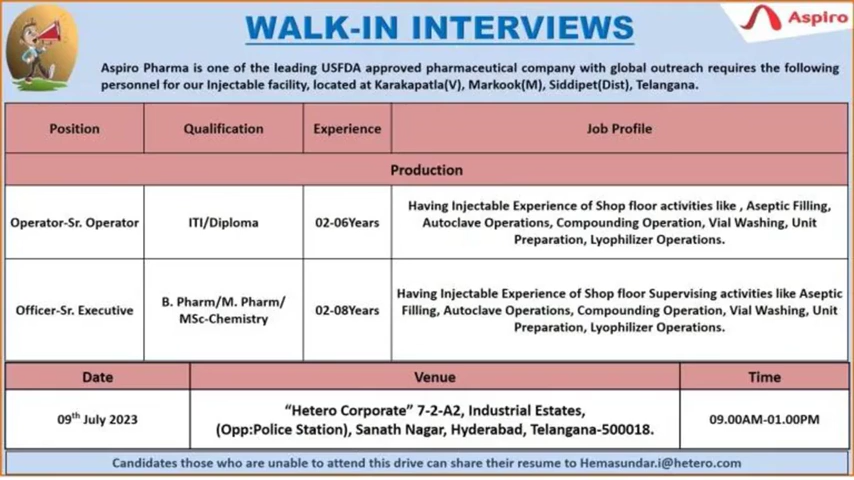 WALK-IN INTERVIEWS
Aspiro
Aspiro Pharma is one of the leading USFDA approved pharmaceutical company with global outreach requires the following
personnel for our Injectable facility, located at Karakapatla(V), Markook(M), Siddipet(Dist), Telangana.
Position Qualification Experience Job Profile
Production
Operator-Sr. Operator ITI/Diploma 02-06Years
Having Injectable Experience of Shop floor activities like , Aseptic Filling,
Autoclave Operations, Compounding Operation, Vial Washing, Unit
Preparation, Lyophilizer Operations.
Officer-Sr. Executive
B. Pharm/M. Pharm/
MSc-Chemistry
02-08Years
Having Injectable Experience of Shop floor Supervising activities like Aseptic
Filling, Autoclave Operations, Compounding Operation, Vial Washing, Unit
Preparation, Lyophilizer Operations.
Date Venue Time
09th July 2023
“Hetero Corporate” 7-2-A2, Industrial Estates,
(Opp:Police Station), Sanath Nagar, Hyderabad, Telangana-500018.
09.00AM-01.00PM
Candidates those who are unable to attend this drive can share their resume to Hemasundar.i@hetero.com